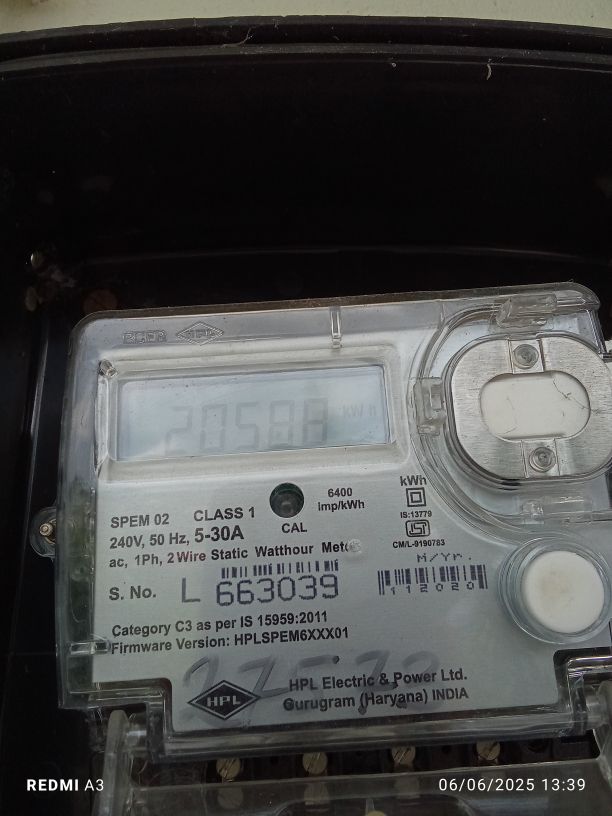 HPL
20588 kWh
SPEM 02 CLASS 1
6400 imp/kWh
kWh
240V, 50 Hz, 5-30A
CAL
IS:13779
CM/L-9190783
ac, 1Ph, 2 Wire Static Watthour Meter
M/Yr.
S. No. L 663039
112020
Category C3 as per IS 15959:2011
Firmware Version: HPLSPEM6XXX01
HPL
HPL Electric & Power Ltd.
Gurugram (Haryana) INDIA
REDMI A3
06/06/2025 13:39